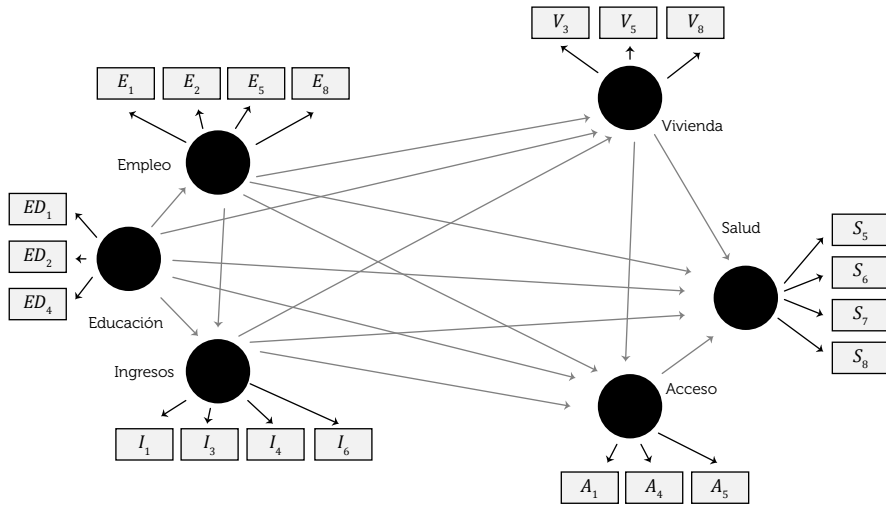 V₃ V₅ V₈
E₁ E₂ E₅ E₈
Vivienda
Empleo
ED₁
ED₂
ED₄
Salud
S₅
S₆
S₇
S₈
Educación
Ingresos
Acceso
I₁ I₃ I₄ I₆
A₁ A₄ A₅